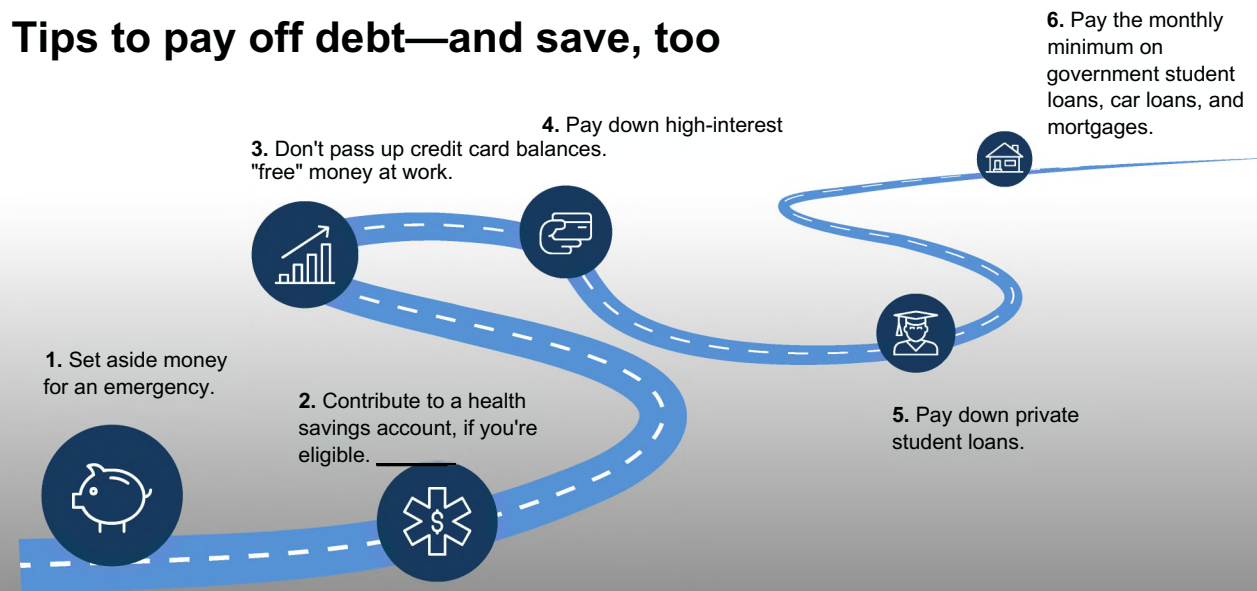 Tips to pay off debt—and save, too
6. Pay the monthly
minimum on
government student
loans, car loans, and
mortgages.
4. Pay down high-interest
3. Don't pass up credit card balances.
"free" money at work.
1. Set aside money
for an emergency.
2. Contribute to a health
savings account, if you're
eligible.
5. Pay down private
student loans.
$